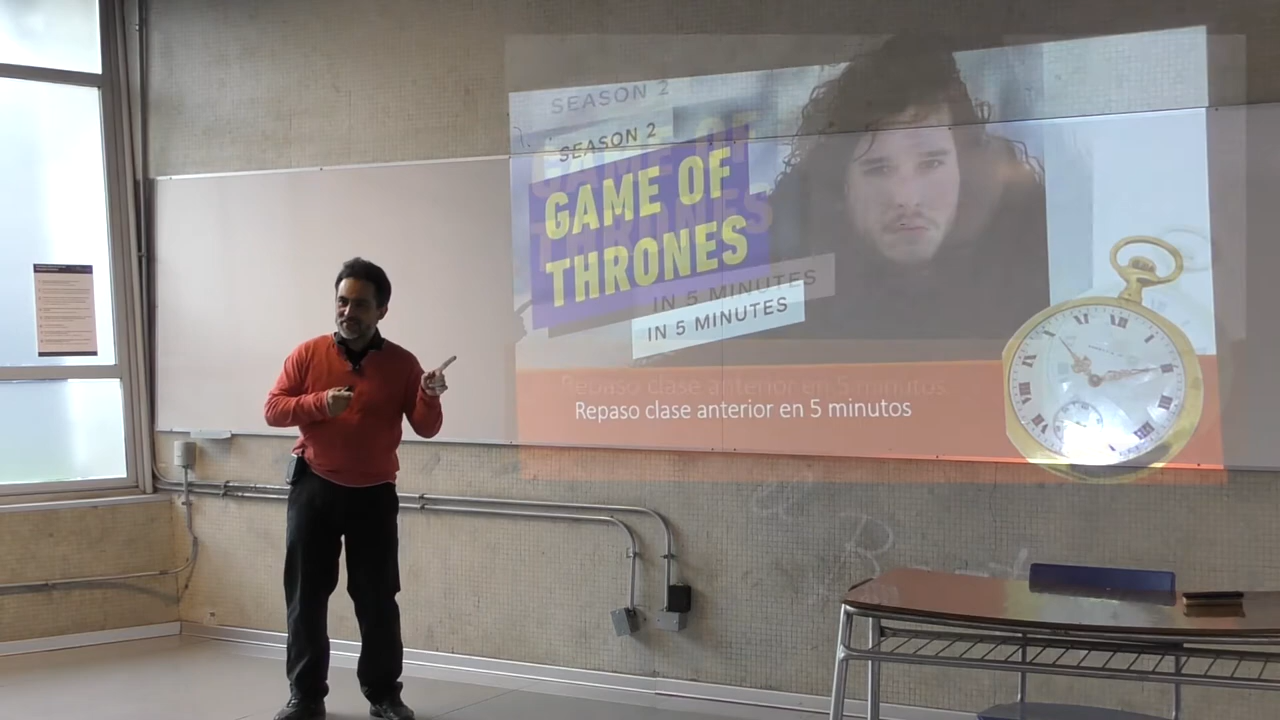 SEASON 2
SEASON 2
GAME OF
THRONES
IN 5 MINUTES
IN 5 MINUTES
Repaso clase anterior en 5 minutos
Repaso clase anterior en 5 minutos